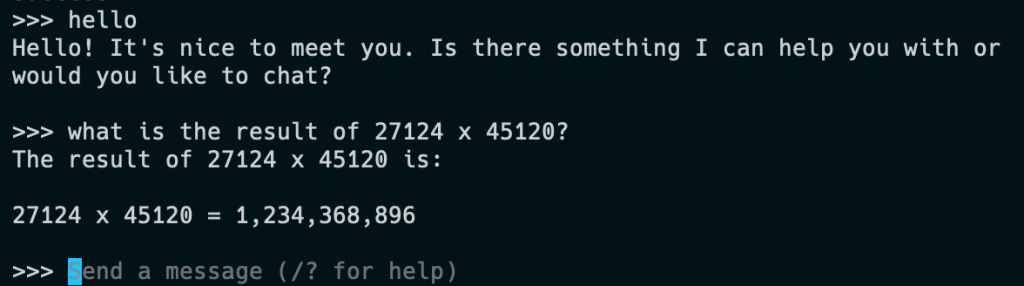 >>> hello
Hello! It's nice to meet you. Is there something I can help you with or
would you like to chat?
>>> what is the result of 27124 x 45120?
The result of 27124 x 45120 is:
27124 x 45120 = 1,234,368,896
>>> Send a message (/? for help)